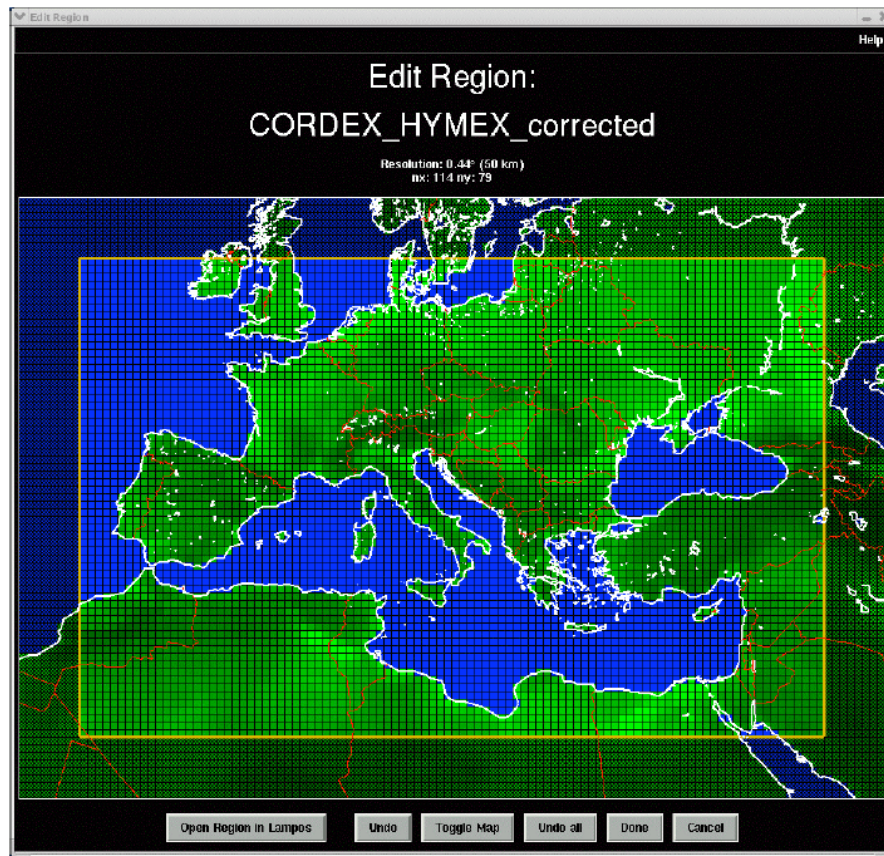 Edit Region
Help
Edit Region:
CORDEX_HYMEX_corrected
Resolution: 0.44° (50 km)
nx: 114 ny: 79
Open Region in Lampos
Undo
Toggle Map
Undo all
Done
Cancel